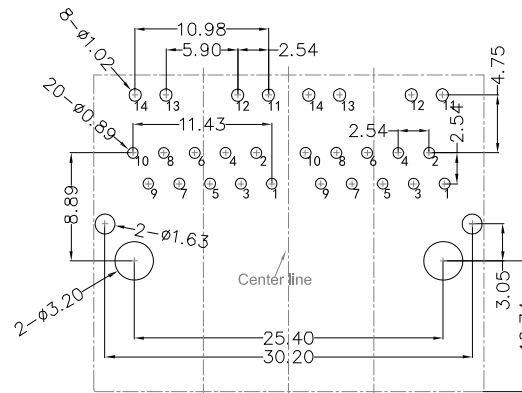 10.98
8-ø1.02
5.90 2.54
4.75
14 13 12 11 14 13 12 11
20-ø0.89
11.43 2.54 2.54
10 8 6 4 2 10 8 6 4 2
9 7 5 3 1 9 7 5 3 1
8.89
2-ø1.63
Center line
2-ø3.20
3.05
25.40
30.20